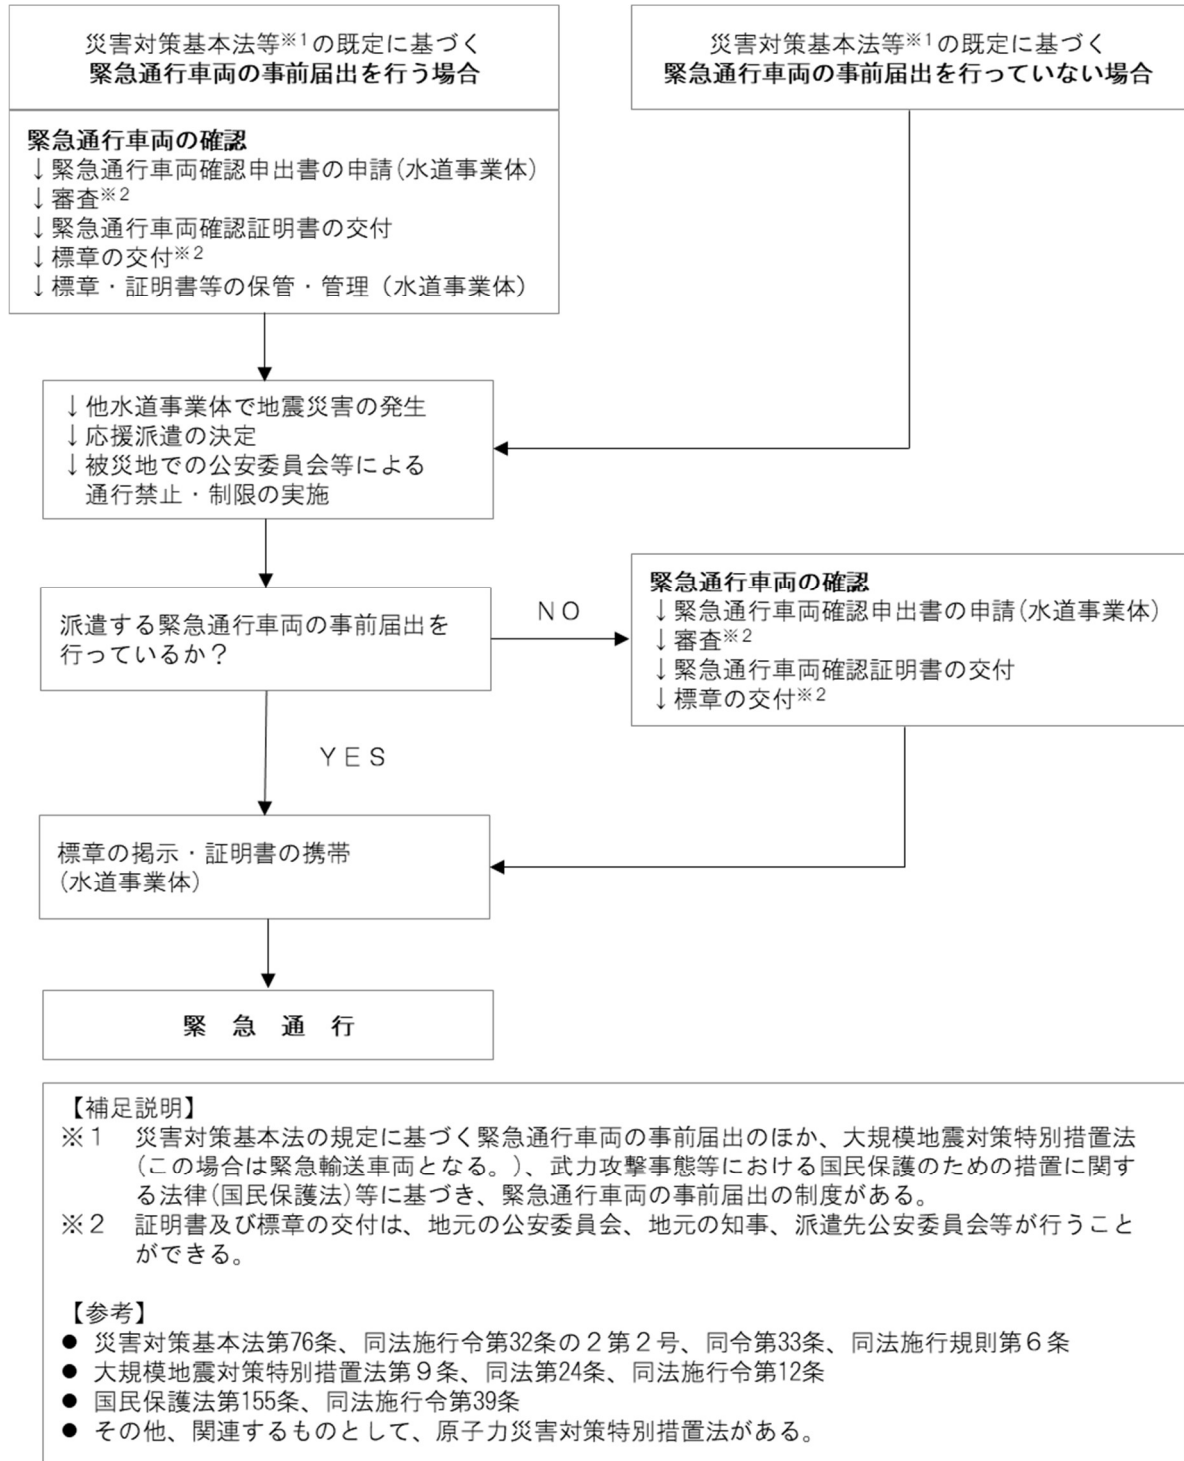 災害対策基本法等※1の既定に基づく
緊急通行車両の事前届出を行う場合
緊急通行車両の確認
↓緊急通行車両確認申出書の申請(水道事業体)
↓審査※2
↓緊急通行車両確認証明書の交付
↓標章の交付※2
↓標章・証明書等の保管・管理（水道事業体）
災害対策基本法等※1の既定に基づく
緊急通行車両の事前届出を行っていない場合
↓他水道事業体で地震災害の発生
↓応援派遣の決定
↓被災地での公安委員会等による
通行禁止・制限の実施
派遣する緊急通行車両の事前届出を
行っているか？
ＮＯ
緊急通行車両の確認
↓緊急通行車両確認申出書の申請(水道事業体)
↓審査※2
↓緊急通行車両確認証明書の交付
↓標章の交付※2
ＹＥＳ
標章の掲示・証明書の携帯
(水道事業体)
緊 急 通 行
【補足説明】
※１ 災害対策基本法の規定に基づく緊急通行車両の事前届出のほか、大規模地震対策特別措置法
(この場合は緊急輸送車両となる。)、武力攻撃事態等における国民保護のための措置に関す
る法律(国民保護法)等に基づき、緊急通行車両の事前届出の制度がある。
※２ 証明書及び標章の交付は、地元の公安委員会、地元の知事、派遣先公安委員会等が行うこと
ができる。
【参考】
● 災害対策基本法第76条、同法施行令第32条の２第２号、同令第33条、同法施行規則第６条
● 大規模地震対策特別措置法第９条、同法第24条、同法施行令第12条
● 国民保護法第155条、同法施行令第39条
● その他、関連するものとして、原子力災害対策特別措置法がある。